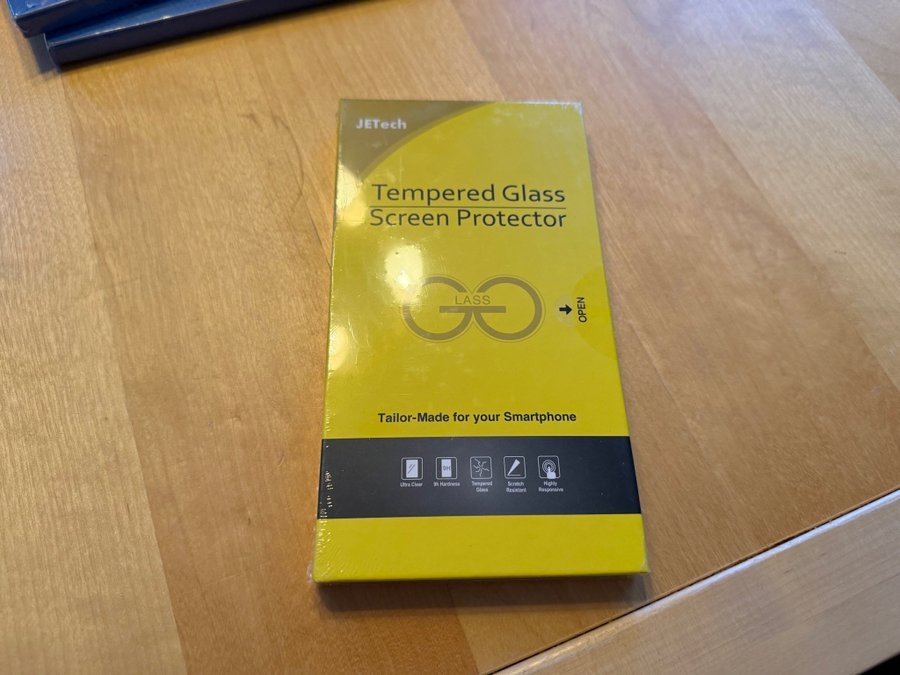 JETech
Tempered Glass
Screen Protector
GLASS
OPEN
Tailor-Made for your Smartphone
9H
Ultra Clear
9h Hardness
Tempered
Glass
Scratch
Resistant
Highly
Responsive